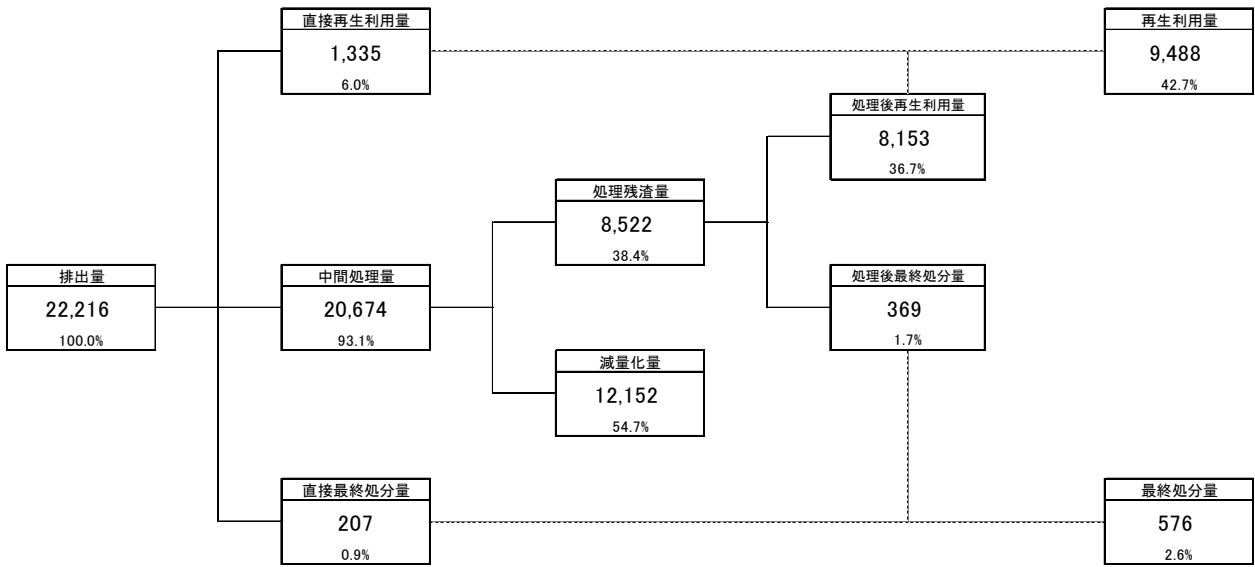 直接再生利用量
1,335
6.0%
再生利用量
9,488
42.7%
処理後再生利用量
8,153
36.7%
処理残渣量
8,522
38.4%
排出量
22,216
100.0%
中間処理量
20,674
93.1%
処理後最終処分量
369
1.7%
減量化量
12,152
54.7%
直接最終処分量
207
0.9%
最終処分量
576
2.6%